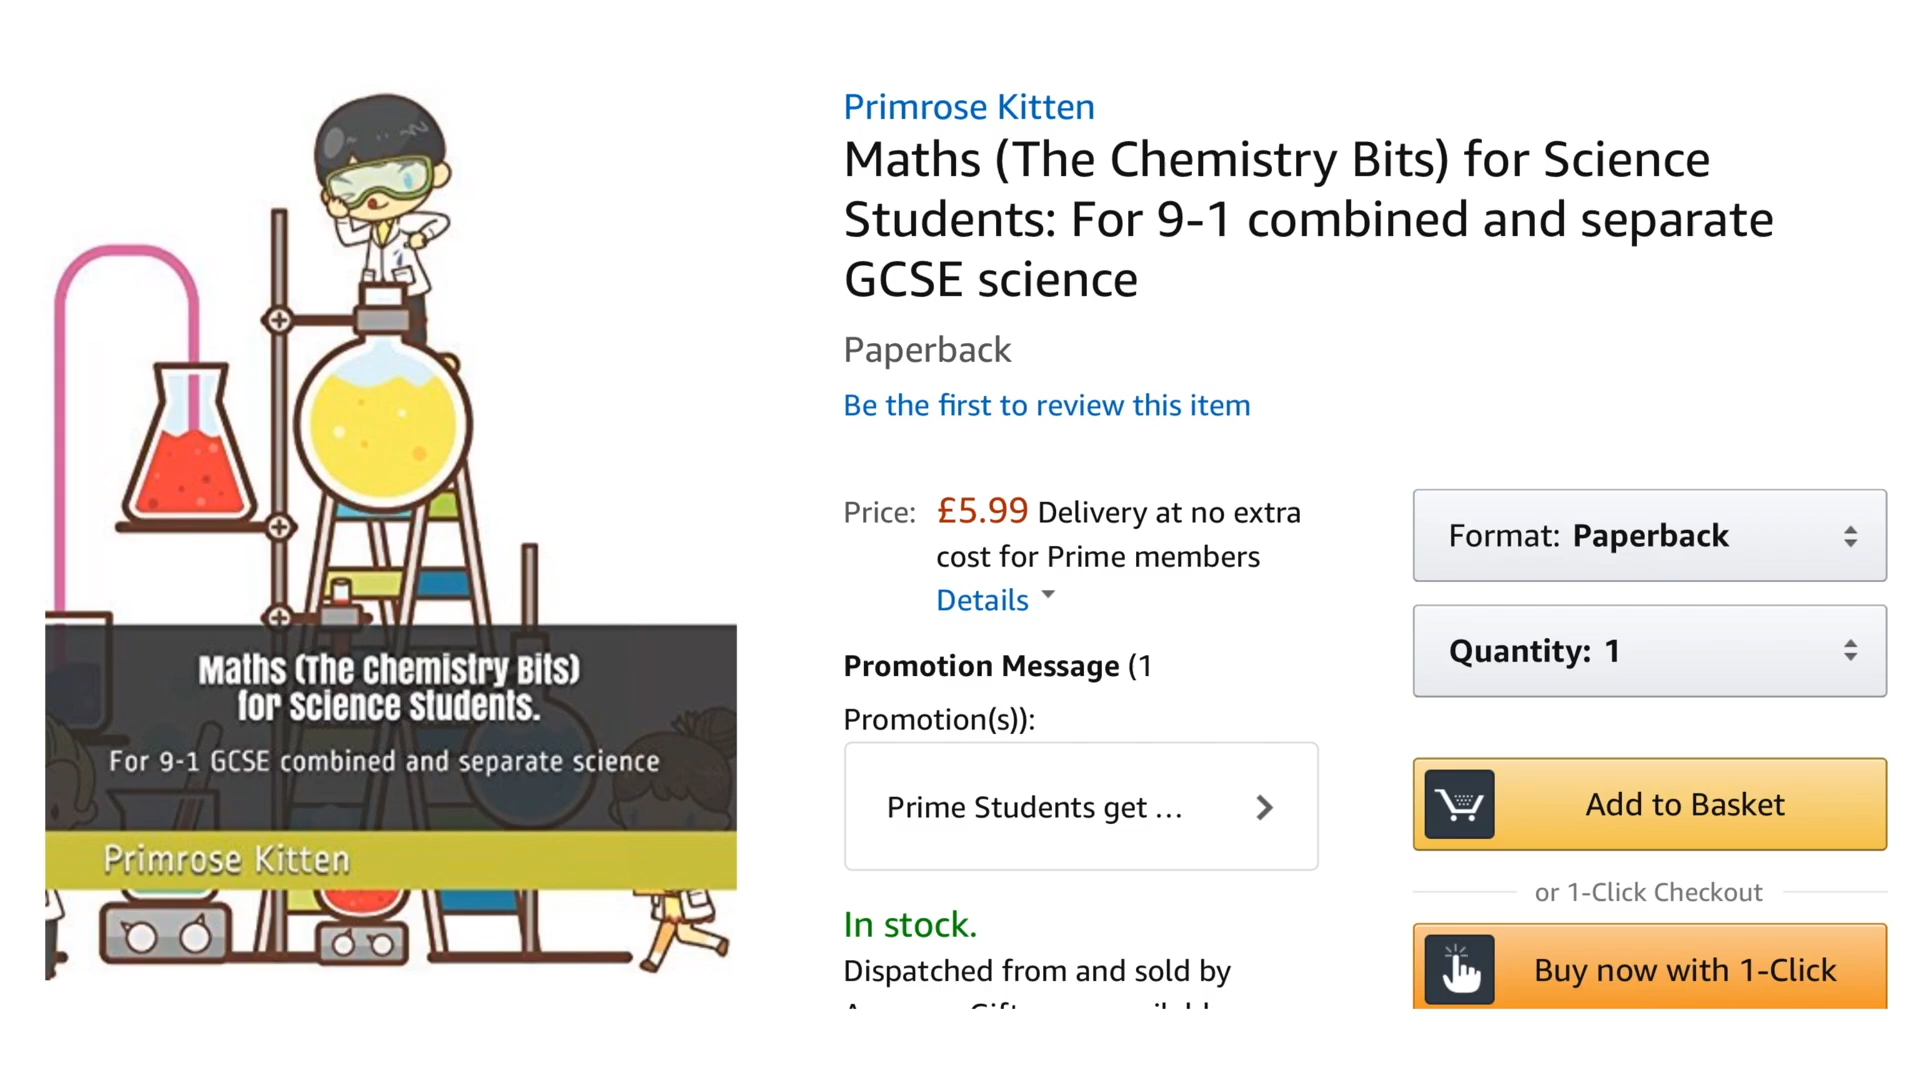 Maths (The Chemistry Bits)
for Science Students.
For 9-1 GCSE combined and separate science
Primrose Kitten
Primrose Kitten
Maths (The Chemistry Bits) for Science
Students: For 9-1 combined and separate
GCSE science
Paperback
Be the first to review this item
Price: £5.99 Delivery at no extra
cost for Prime members
Details
Promotion Message (1
Promotion(s)):
Prime Students get ...
In stock.
Dispatched from and sold by
Format: Paperback
Quantity: 1
Add to Basket
or 1-Click Checkout
Buy now with 1-Click